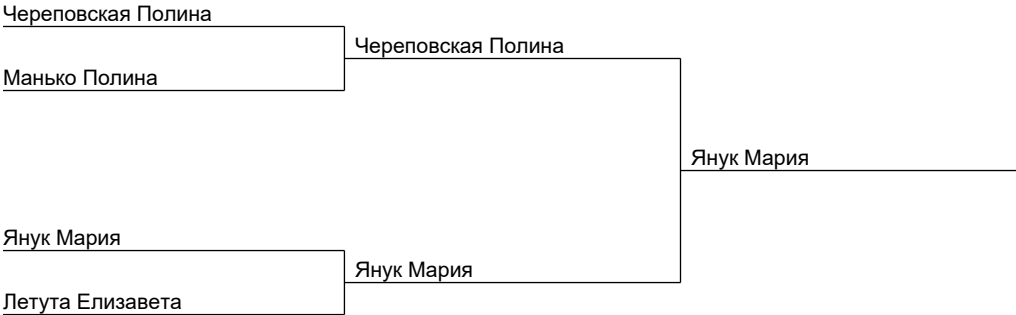 Череповская Полина
Череповская Полина
Манько Полина
Янук Мария
Янук Мария
Янук Мария
Летута Елизавета